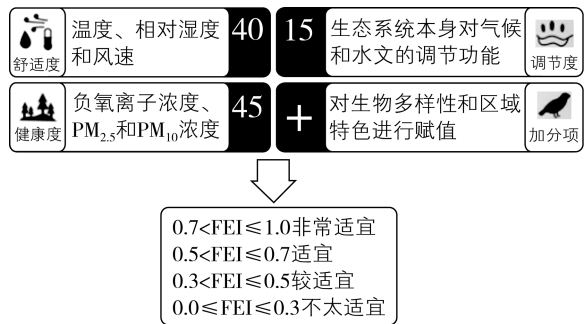 舒适度
温度、相对湿度
和风速
40
15
生态系统本身对气候
和水文的调节功能
调节度
健康度
负氧离子浓度、
PM2.5和PM10浓度
45
+
对生物多样性和区域
特色进行赋值
加分项
0.7<FEI≤1.0非常适宜
0.5<FEI≤0.7适宜
0.3<FEI≤0.5较适宜
0.0≤FEI≤0.3不太适宜